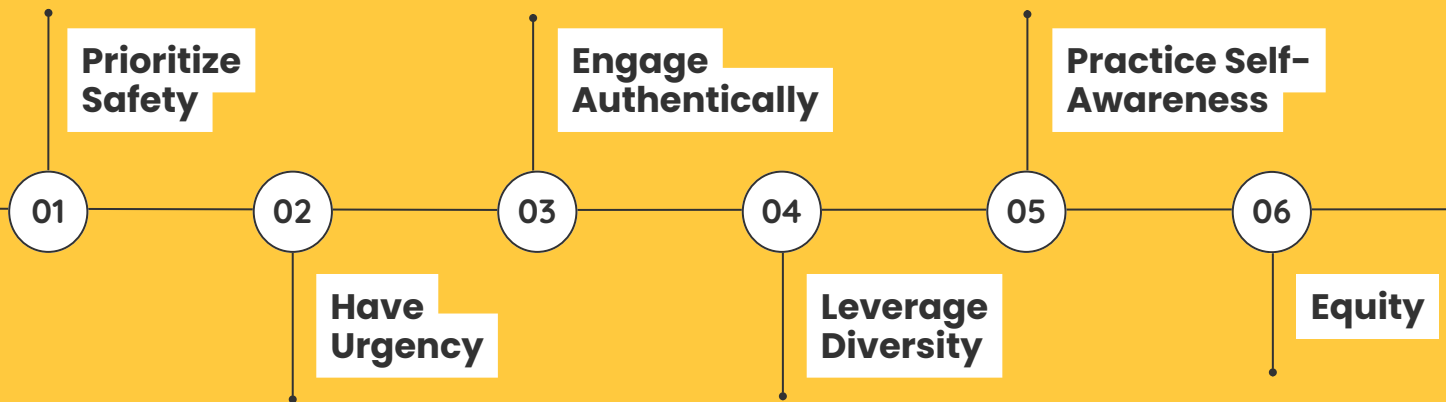 01
Prioritize
Safety
02
Have
Urgency
03
Engage
Authentically
04
Leverage
Diversity
05
Practice Self-
Awareness
06
Equity